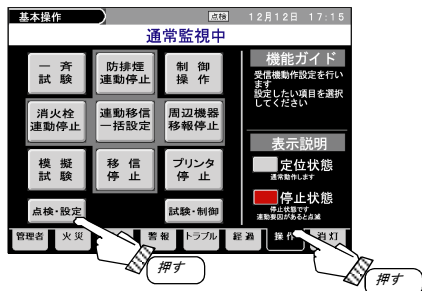 基本操作
点検
12月12日 17:15
通常監視中
一斉
試験
防排煙
連動停止
制御
操作
消火栓
連動停止
連動移信
一括設定
周辺機器
移報停止
模擬
試験
移信
停止
プリンタ
停止
点検・設定
試験・制御
機能ガイド
受信機動作設定を行い
ます
設定したい項目を選択
してください
表示説明
定位状態
通常動作します
停止状態
停止状態です
連動要因があると点滅
管理者
火災
警報
トラブル
経過
操作
消灯
押す
押す